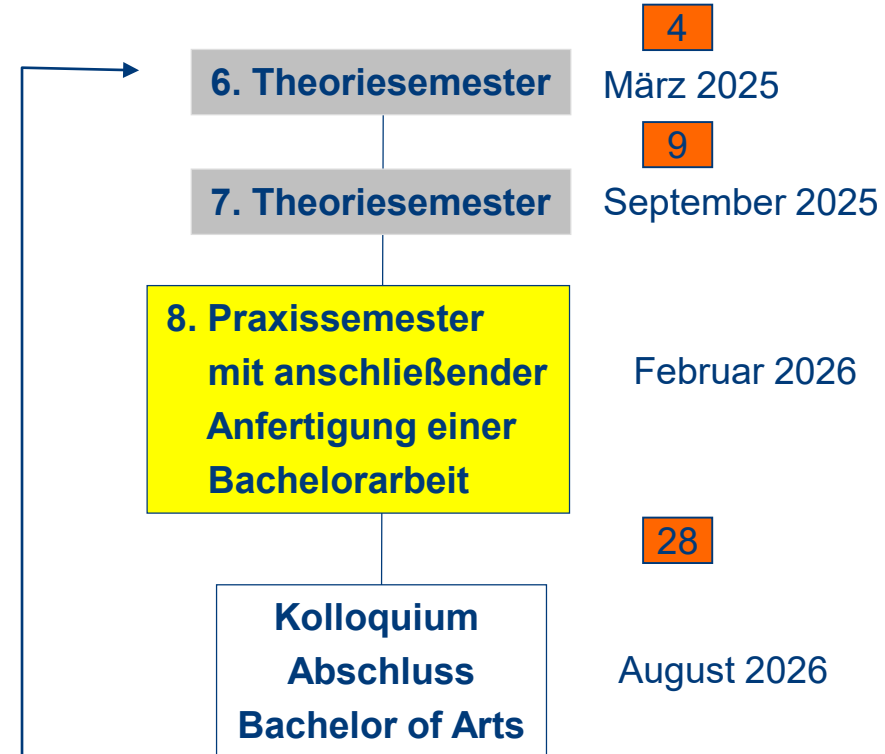 4
6. Theoriesemester März 2025
9
7. Theoriesemester September 2025
8. Praxissemester
mit anschließender Februar 2026
Anfertigung einer
Bachelorarbeit
28
Kolloquium
Abschluss August 2026
Bachelor of Arts